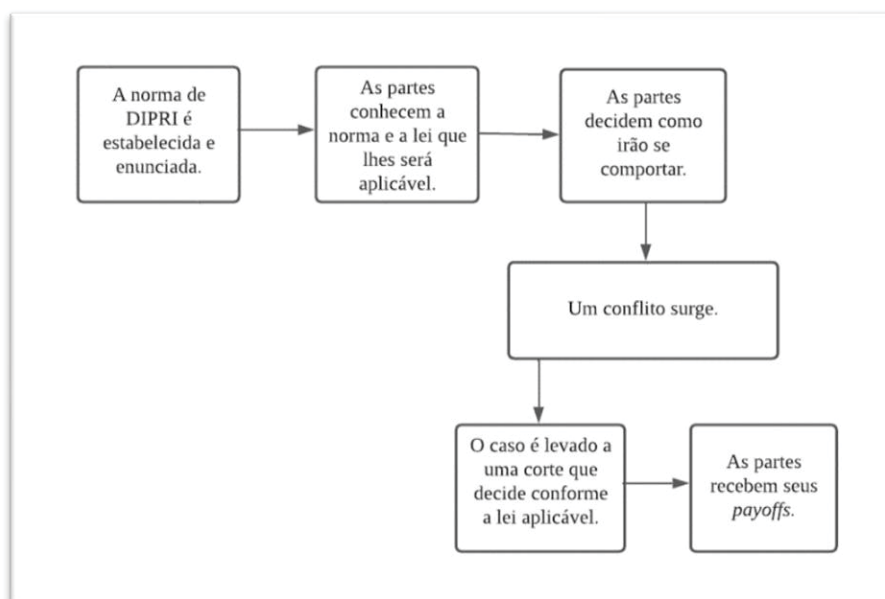 A norma de
DIPRI é
estabelecida e
enunciada.
As partes
conhecem a
norma e a lei que
lhes será
aplicável.
As partes
decidem como
irão se
comportar.
Um conflito surge.
O caso é levado a
uma corte que
decide conforme
a lei aplicável.
As partes
recebem seus
payoffs.